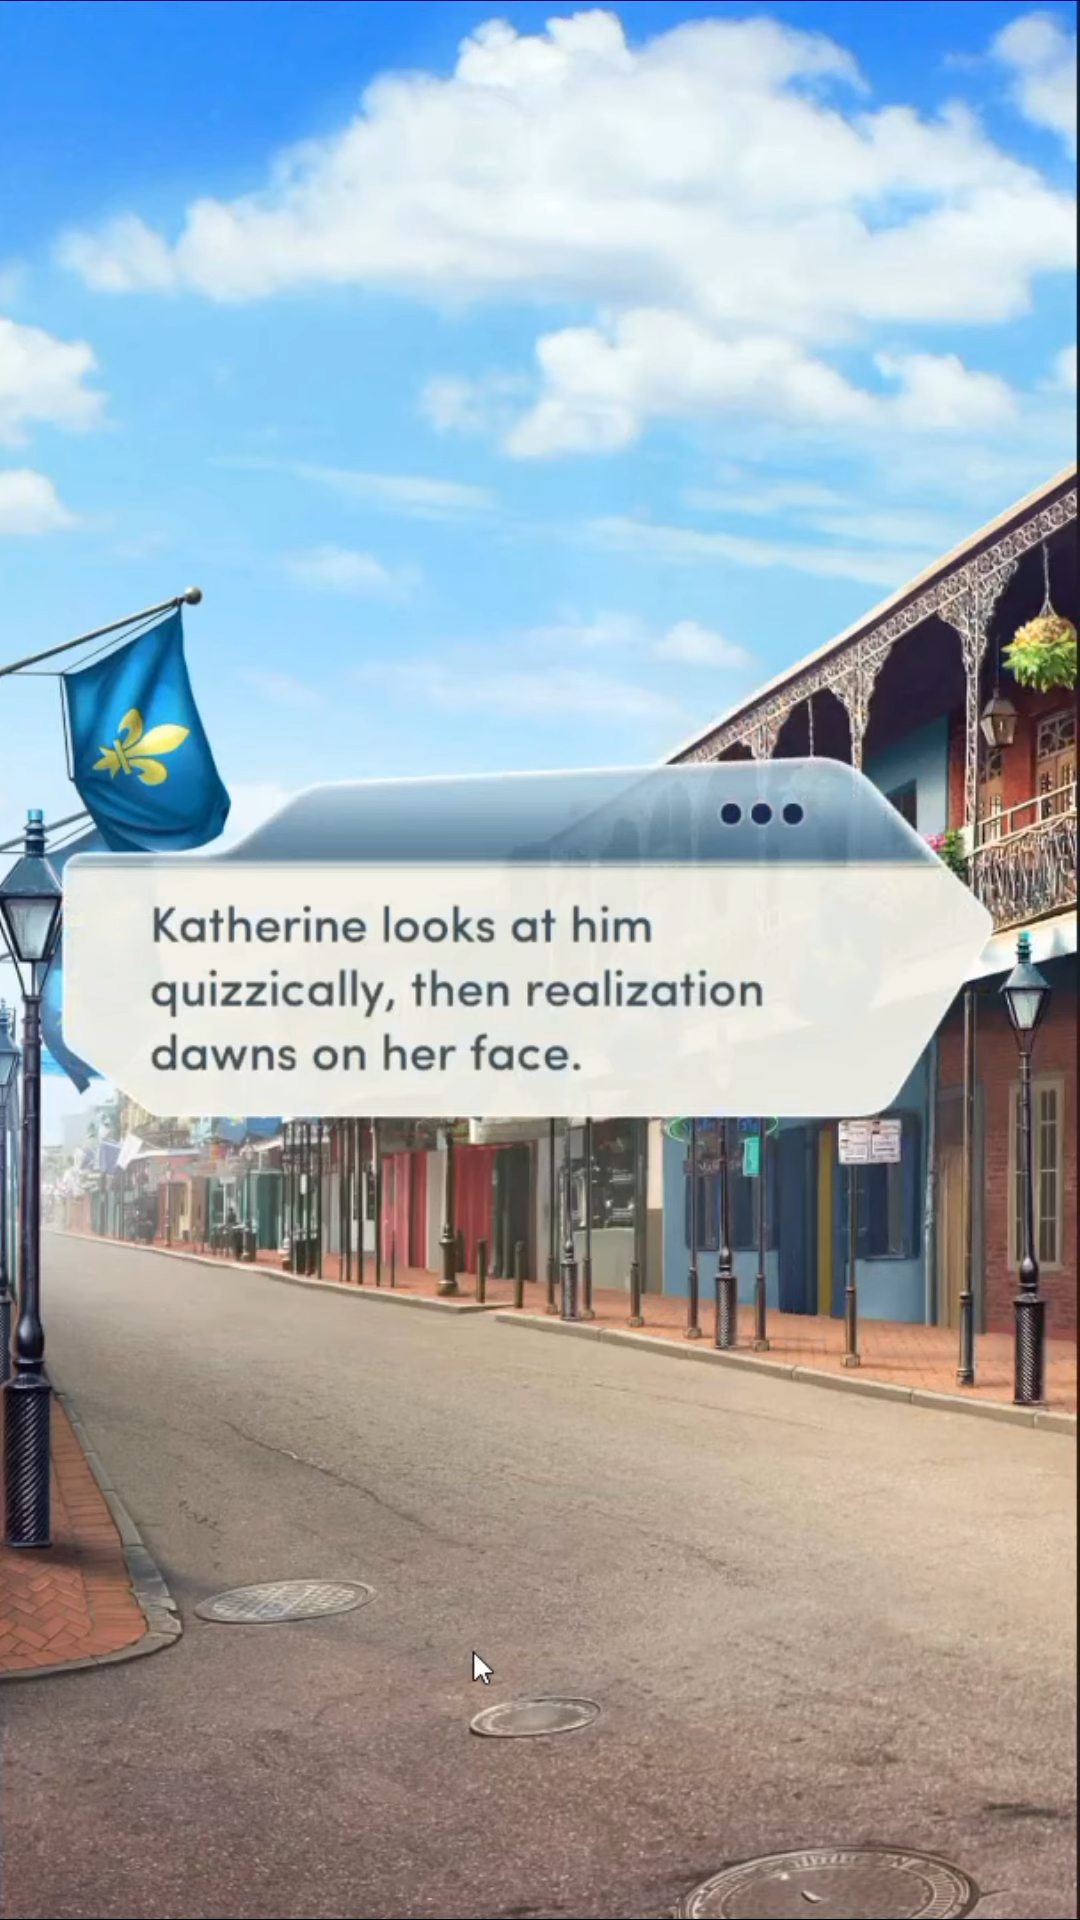 Katherine looks at him
quizzically, then realization
dawns on her face.